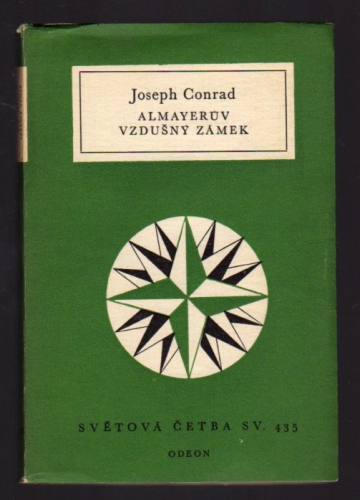 Joseph Conrad
ALMAYERŮV
VZDUŠNÝ ZÁMEK
SVĚTOVÁ ČETBA SV. 435
ODEON